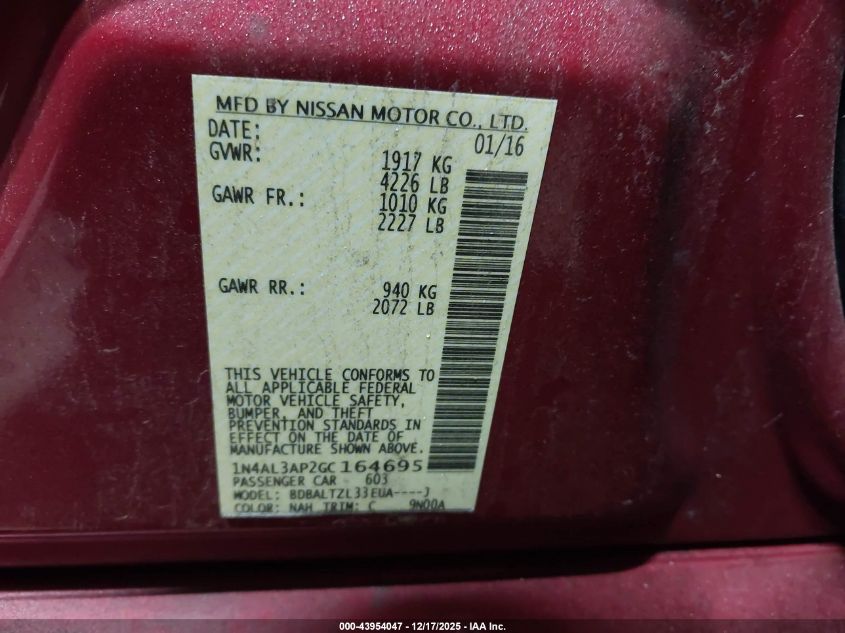 MFD BY NISSAN MOTOR CO., LTD.
DATE: 01/16
GVWR: 1917 KG
4226 LB
GAWR FR.: 1010 KG
2227 LB
GAWR RR.: 940 KG
2072 LB
THIS VEHICLE CONFORMS TO
ALL APPLICABLE FEDERAL
MOTOR VEHICLE SAFETY,
BUMPER, AND THEFT
PREVENTION STANDARDS IN
EFFECT ON THE DATE OF
MANUFACTURE SHOWN ABOVE.
1N4AL3AP2GC164695
PASSENGER CAR 603
MODEL: BDBALTZL33EUA----J
COLOR: NAH TRIM: C 9N00A
000-43954047 - 12/17/2025 - IAA Inc.